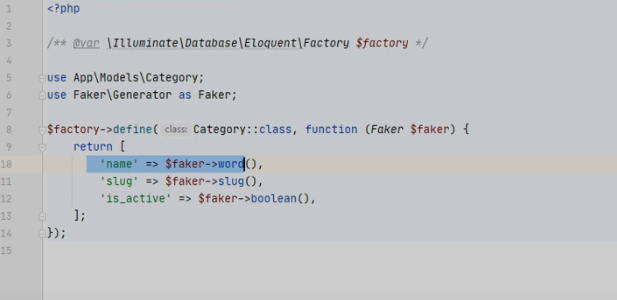 1 <?php
2
3 /** @var \Illuminate\Database\Eloquent\Factory $factory */
4
5 use App\Models\Category;
6 use Faker\Generator as Faker;
7
8 $factory->define( class: Category::class, function (Faker $faker) {
9 return [
10 'name' => $faker->word(),
11 'slug' => $faker->slug(),
12 'is_active' => $faker->boolean(),
13 ];
14 });
15